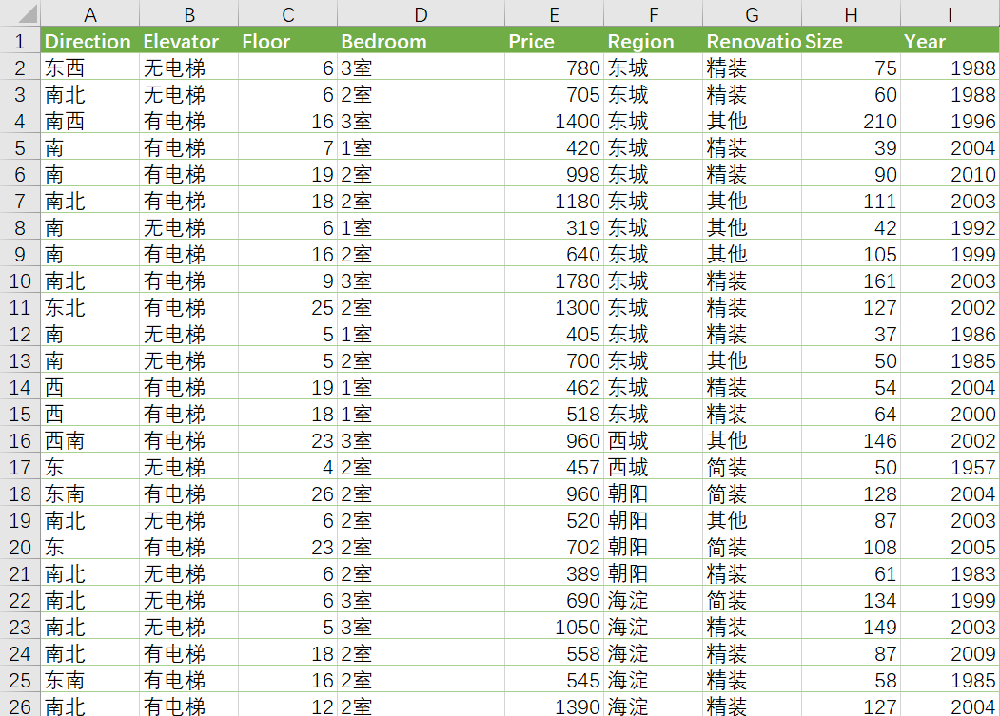 A B C D E F G H I
1 Direction Elevator Floor Bedroom Price Region Renovatio Size Year
2 东西 无电梯 6 3室 780 东城 精装 75 1988
3 南北 无电梯 6 2室 705 东城 精装 60 1988
4 南西 有电梯 16 3室 1400 东城 其他 210 1996
5 南 有电梯 7 1室 420 东城 精装 39 2004
6 南 有电梯 19 2室 998 东城 精装 90 2010
7 南北 有电梯 18 2室 1180 东城 其他 111 2003
8 南 无电梯 6 1室 319 东城 其他 42 1992
9 南 有电梯 16 2室 640 东城 其他 105 1999
10 南北 有电梯 9 3室 1780 东城 精装 161 2003
11 东北 有电梯 25 2室 1300 东城 精装 127 2002
12 南 无电梯 5 1室 405 东城 精装 37 1986
13 南 无电梯 5 2室 700 东城 其他 50 1985
14 西 有电梯 19 1室 462 东城 精装 54 2004
15 西 有电梯 18 1室 518 东城 精装 64 2000
16 西南 有电梯 23 3室 960 西城 其他 146 2002
17 东 无电梯 4 2室 457 西城 简装 50 1957
18 东南 有电梯 26 2室 960 朝阳 简装 128 2004
19 南北 无电梯 6 2室 520 朝阳 其他 87 2003
20 东 有电梯 23 2室 702 朝阳 简装 108 2005
21 南北 无电梯 6 2室 389 朝阳 精装 61 1983
22 南北 无电梯 6 3室 690 海淀 简装 134 1999
23 南北 无电梯 5 3室 1050 海淀 精装 149 2003
24 南北 有电梯 18 2室 558 海淀 精装 87 2009
25 东南 有电梯 16 2室 545 海淀 精装 58 1985
26 南北 有电梯 12 2室 1390 海淀 精装 127 2004